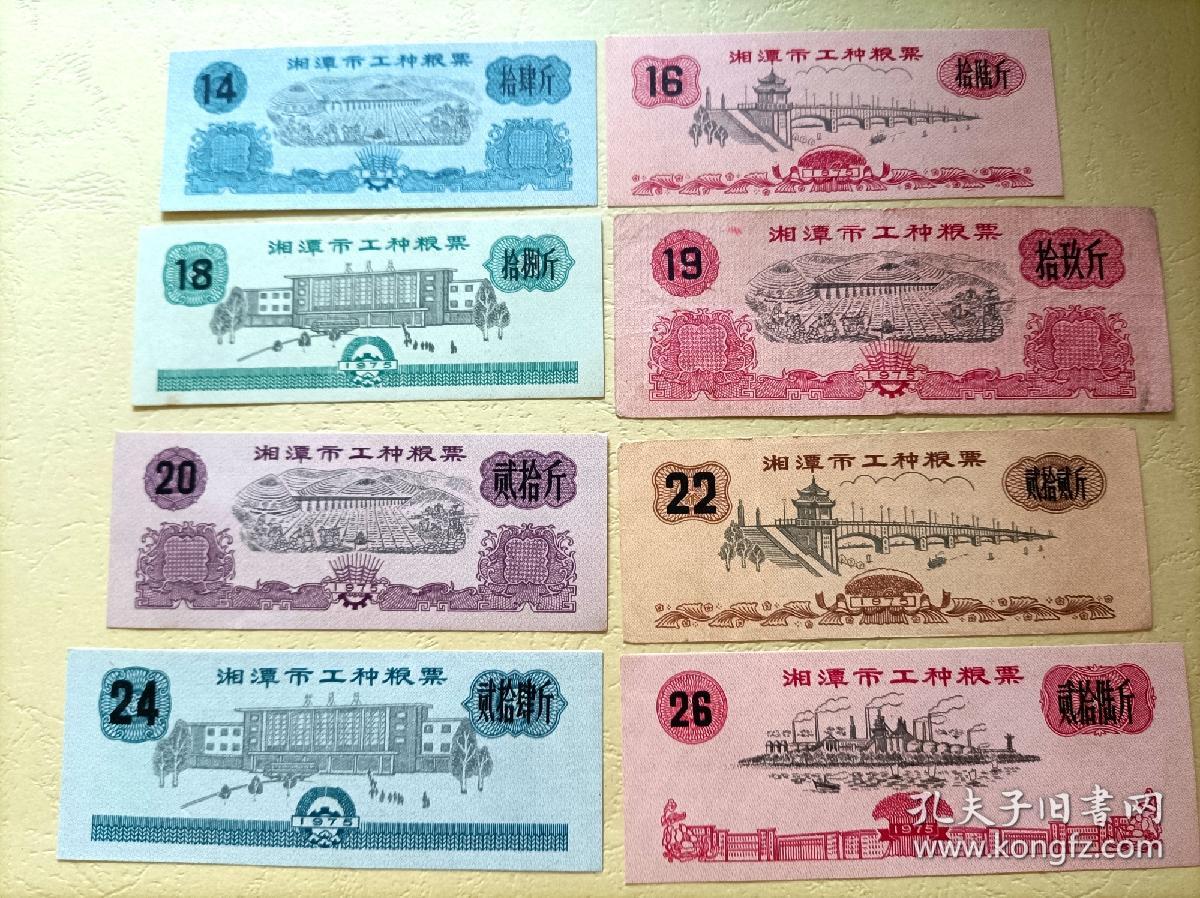 湘潭市工种粮票
14
拾肆斤
湘潭市工种粮票
16
拾陆斤
1975
湘潭市工种粮票
18
拾捌斤
1975
湘潭市工种粮票
19
拾玖斤
1975
湘潭市工种粮票
20
贰拾斤
1975
湘潭市工种粮票
22
贰拾贰斤
1975
湘潭市工种粮票
24
贰拾肆斤
1975
湘潭市工种粮票
26
贰拾陆斤
1975
孔夫子旧書网
www.kongfz.com